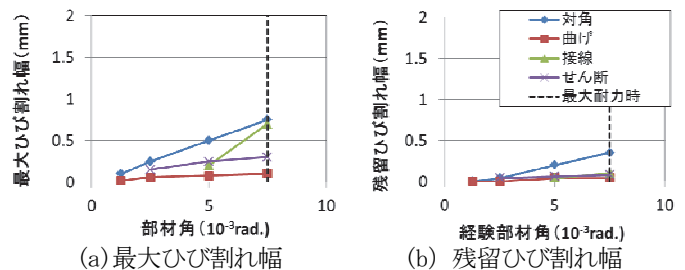 2
1.5
1
0.5
0
最大ひび割れ幅(mm)
0 5 10
部材角(10⁻³rad.)
(a)最大ひび割れ幅
2
1.5
1
0.5
0
残留ひび割れ幅(mm)
対角
曲げ
接線
せん断
最大耐力時
0 5 10
経験部材角(10⁻³rad.)
(b) 残留ひび割れ幅